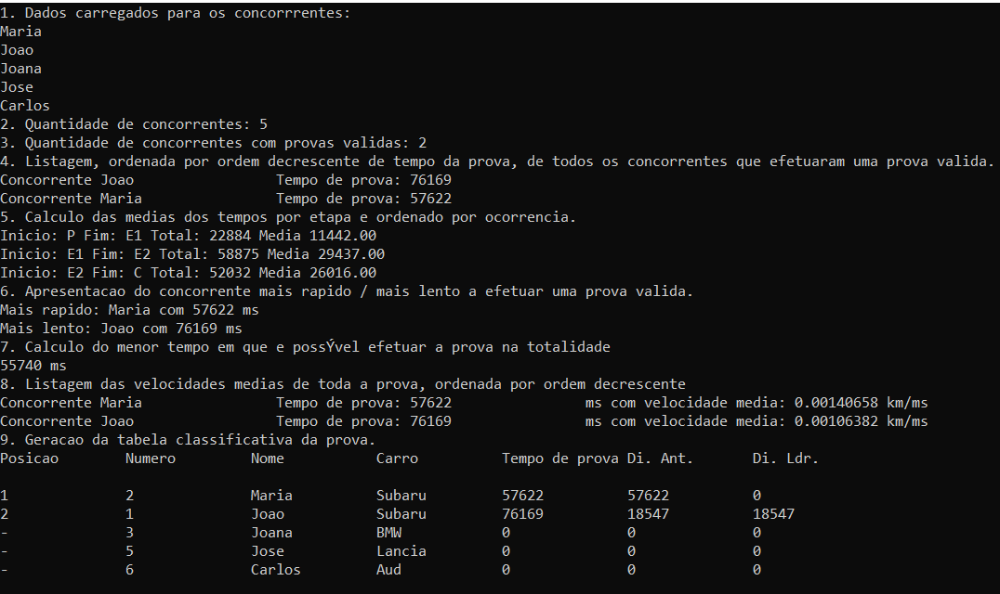 1. Dados carregados para os concorrrentes:
Maria
Joao
Joana
Jose
Carlos
2. Quantidade de concorrentes: 5
3. Quantidade de concorrentes com provas validas: 2
4. Listagem, ordenada por ordem decrescente de tempo da prova, de todos os concorrentes que efetuaram uma prova valida.
Concorrente Joao Tempo de prova: 76169
Concorrente Maria Tempo de prova: 57622
5. Calculo das medias dos tempos por etapa e ordenado por ocorrencia.
Inicio: P Fim: E1 Total: 22884 Media 11442.00
Inicio: E1 Fim: E2 Total: 58875 Media 29437.00
Inicio: E2 Fim: C Total: 52032 Media 26016.00
6. Apresentacao do concorrente mais rapido / mais lento a efetuar uma prova valida.
Mais rapido: Maria com 57622 ms
Mais lento: Joao com 76169 ms
7. Calculo do menor tempo em que e possÝvel efetuar a prova na totalidade
55740 ms
8. Listagem das velocidades medias de toda a prova, ordenada por ordem decrescente
Concorrente Maria Tempo de prova: 57622 ms com velocidade media: 0.00140658 km/ms
Concorrente Joao Tempo de prova: 76169 ms com velocidade media: 0.00106382 km/ms
9. Geracao da tabela classificativa da prova.
Posicao Numero Nome Carro Tempo de prova Di. Ant. Di. Ldr.
1 2 Maria Subaru 57622 57622 0
2 1 Joao Subaru 76169 18547 18547
- 3 Joana BMW 0 0 0
- 5 Jose Lancia 0 0 0
- 6 Carlos Aud 0 0 0